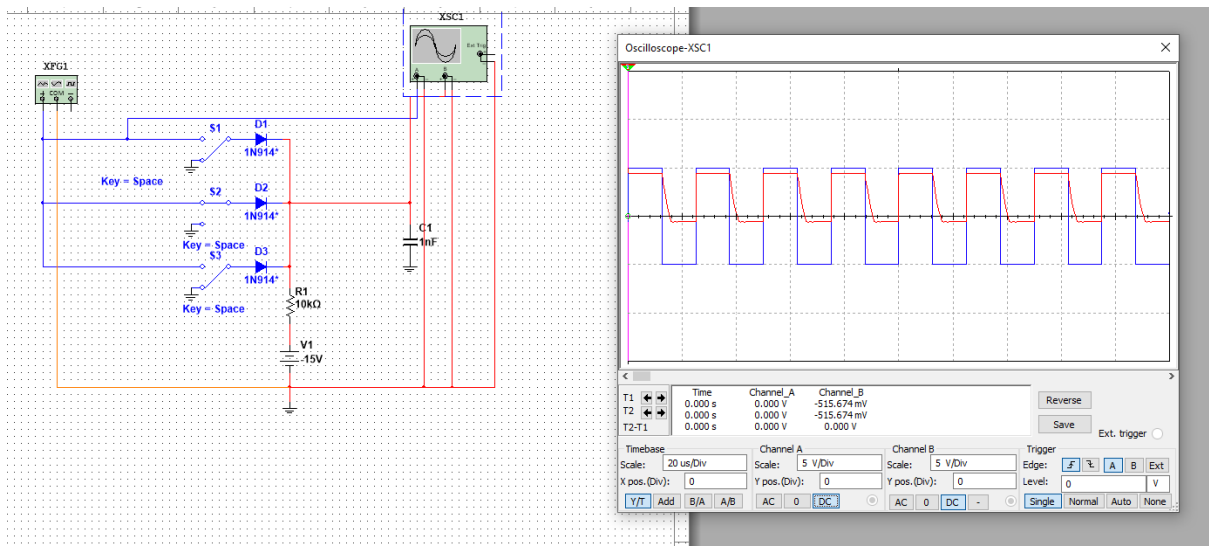 XSC1
Ext Trig
A
B
XFG1
COM
S1
D1
1N914*
Key = Space
S2
D2
1N914*
Key = Space
S3
D3
1N914*
Key = Space
C1
1nF
R1
10kΩ
V1
-15V
Oscilloscope-XSC1
Time Channel_A Channel_B
T1 0.000 s 0.000 V -515.674 mV
T2 0.000 s 0.000 V -515.674 mV
T2-T1 0.000 s 0.000 V 0.000 V
Reverse
Save
Ext. trigger
Timebase
Scale: 20 us/Div
X pos.(Div): 0
Y/T Add B/A A/B
Channel A
Scale: 5 V/Div
Y pos.(Div): 0
AC 0 DC
Channel B
Scale: 5 V/Div
Y pos.(Div): 0
AC 0 DC -
Trigger
Edge: A B Ext
Level: 0 V
Single Normal Auto None